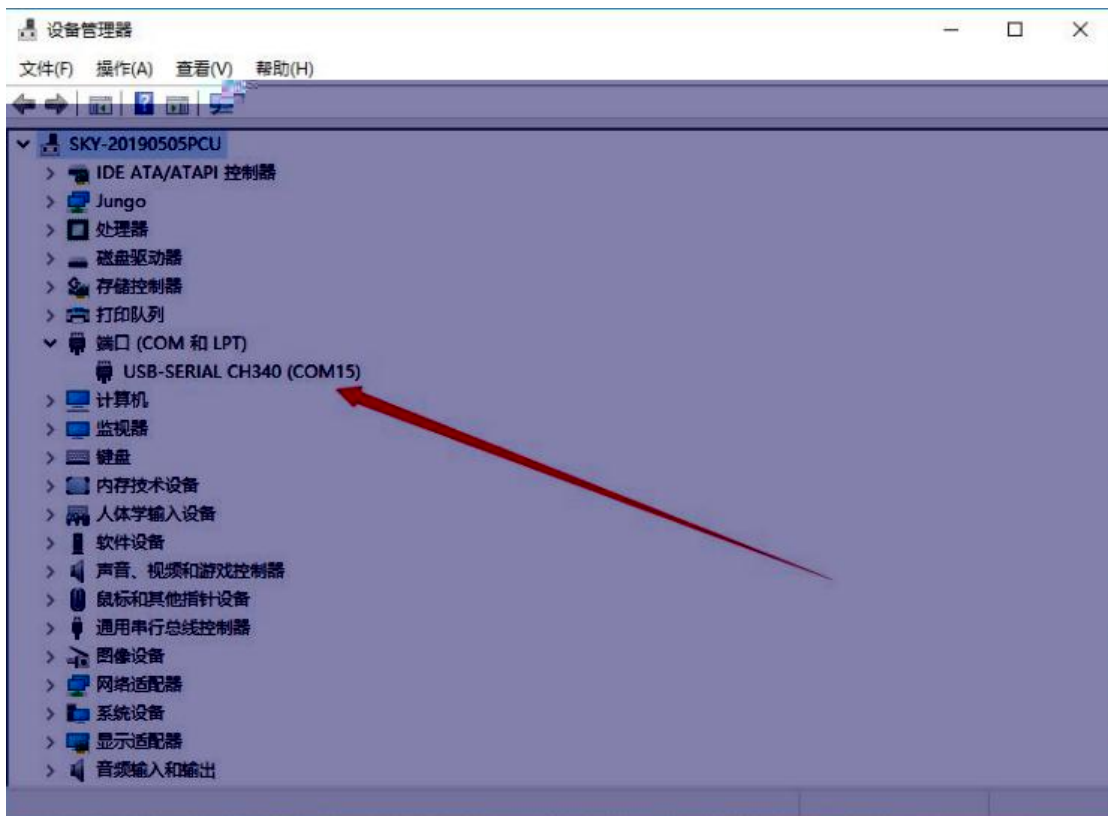 设备管理器
文件(F) 操作(A) 查看(V) 帮助(H)
SKY-20190505PCU
IDE ATA/ATAPI 控制器
Jungo
处理器
磁盘驱动器
存储控制器
打印队列
端口 (COM 和 LPT)
USB-SERIAL CH340 (COM15)
计算机
监视器
键盘
内存技术设备
人体学输入设备
软件设备
声音、视频和游戏控制器
鼠标和其他指针设备
通用串行总线控制器
图像设备
网络适配器
系统设备
显示适配器
音频输入和输出